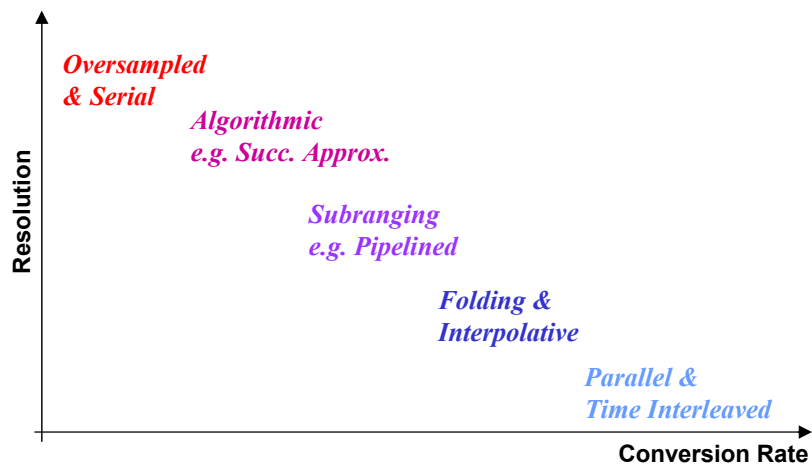 Oversampled
& Serial
Algorithmic
e.g. Succ. Approx.
Subranging
e.g. Pipelined
Resolution
Folding &
Interpolative
Parallel &
Time Interleaved
Conversion Rate